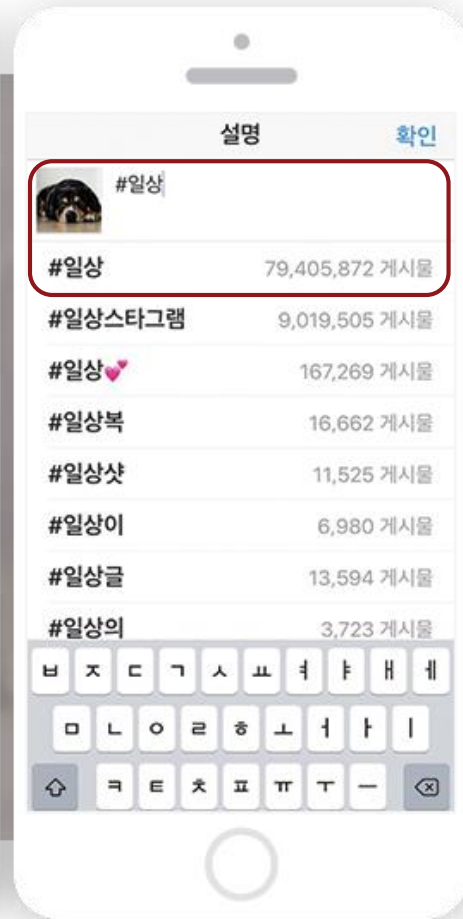 설명 확인
#일상
#일상 79,405,872 게시물
#일상스타그램 9,019,505 게시물
#일상💕 167,269 게시물
#일상복 16,662 게시물
#일상샷 11,525 게시물
#일상이 6,980 게시물
#일상글 13,594 게시물
#일상의 3,723 게시물
ㅂ ㅈ ㄷ ㄱ ㅅ ㅛ ㅕ ㅑ ㅐ ㅔ
ㅁ ㄴ ㅇ ㄹ ㅎ ㅗ ㅓ ㅏ ㅣ
ㅋ ㅌ ㅊ ㅍ ㅠ ㅜ ㅡ